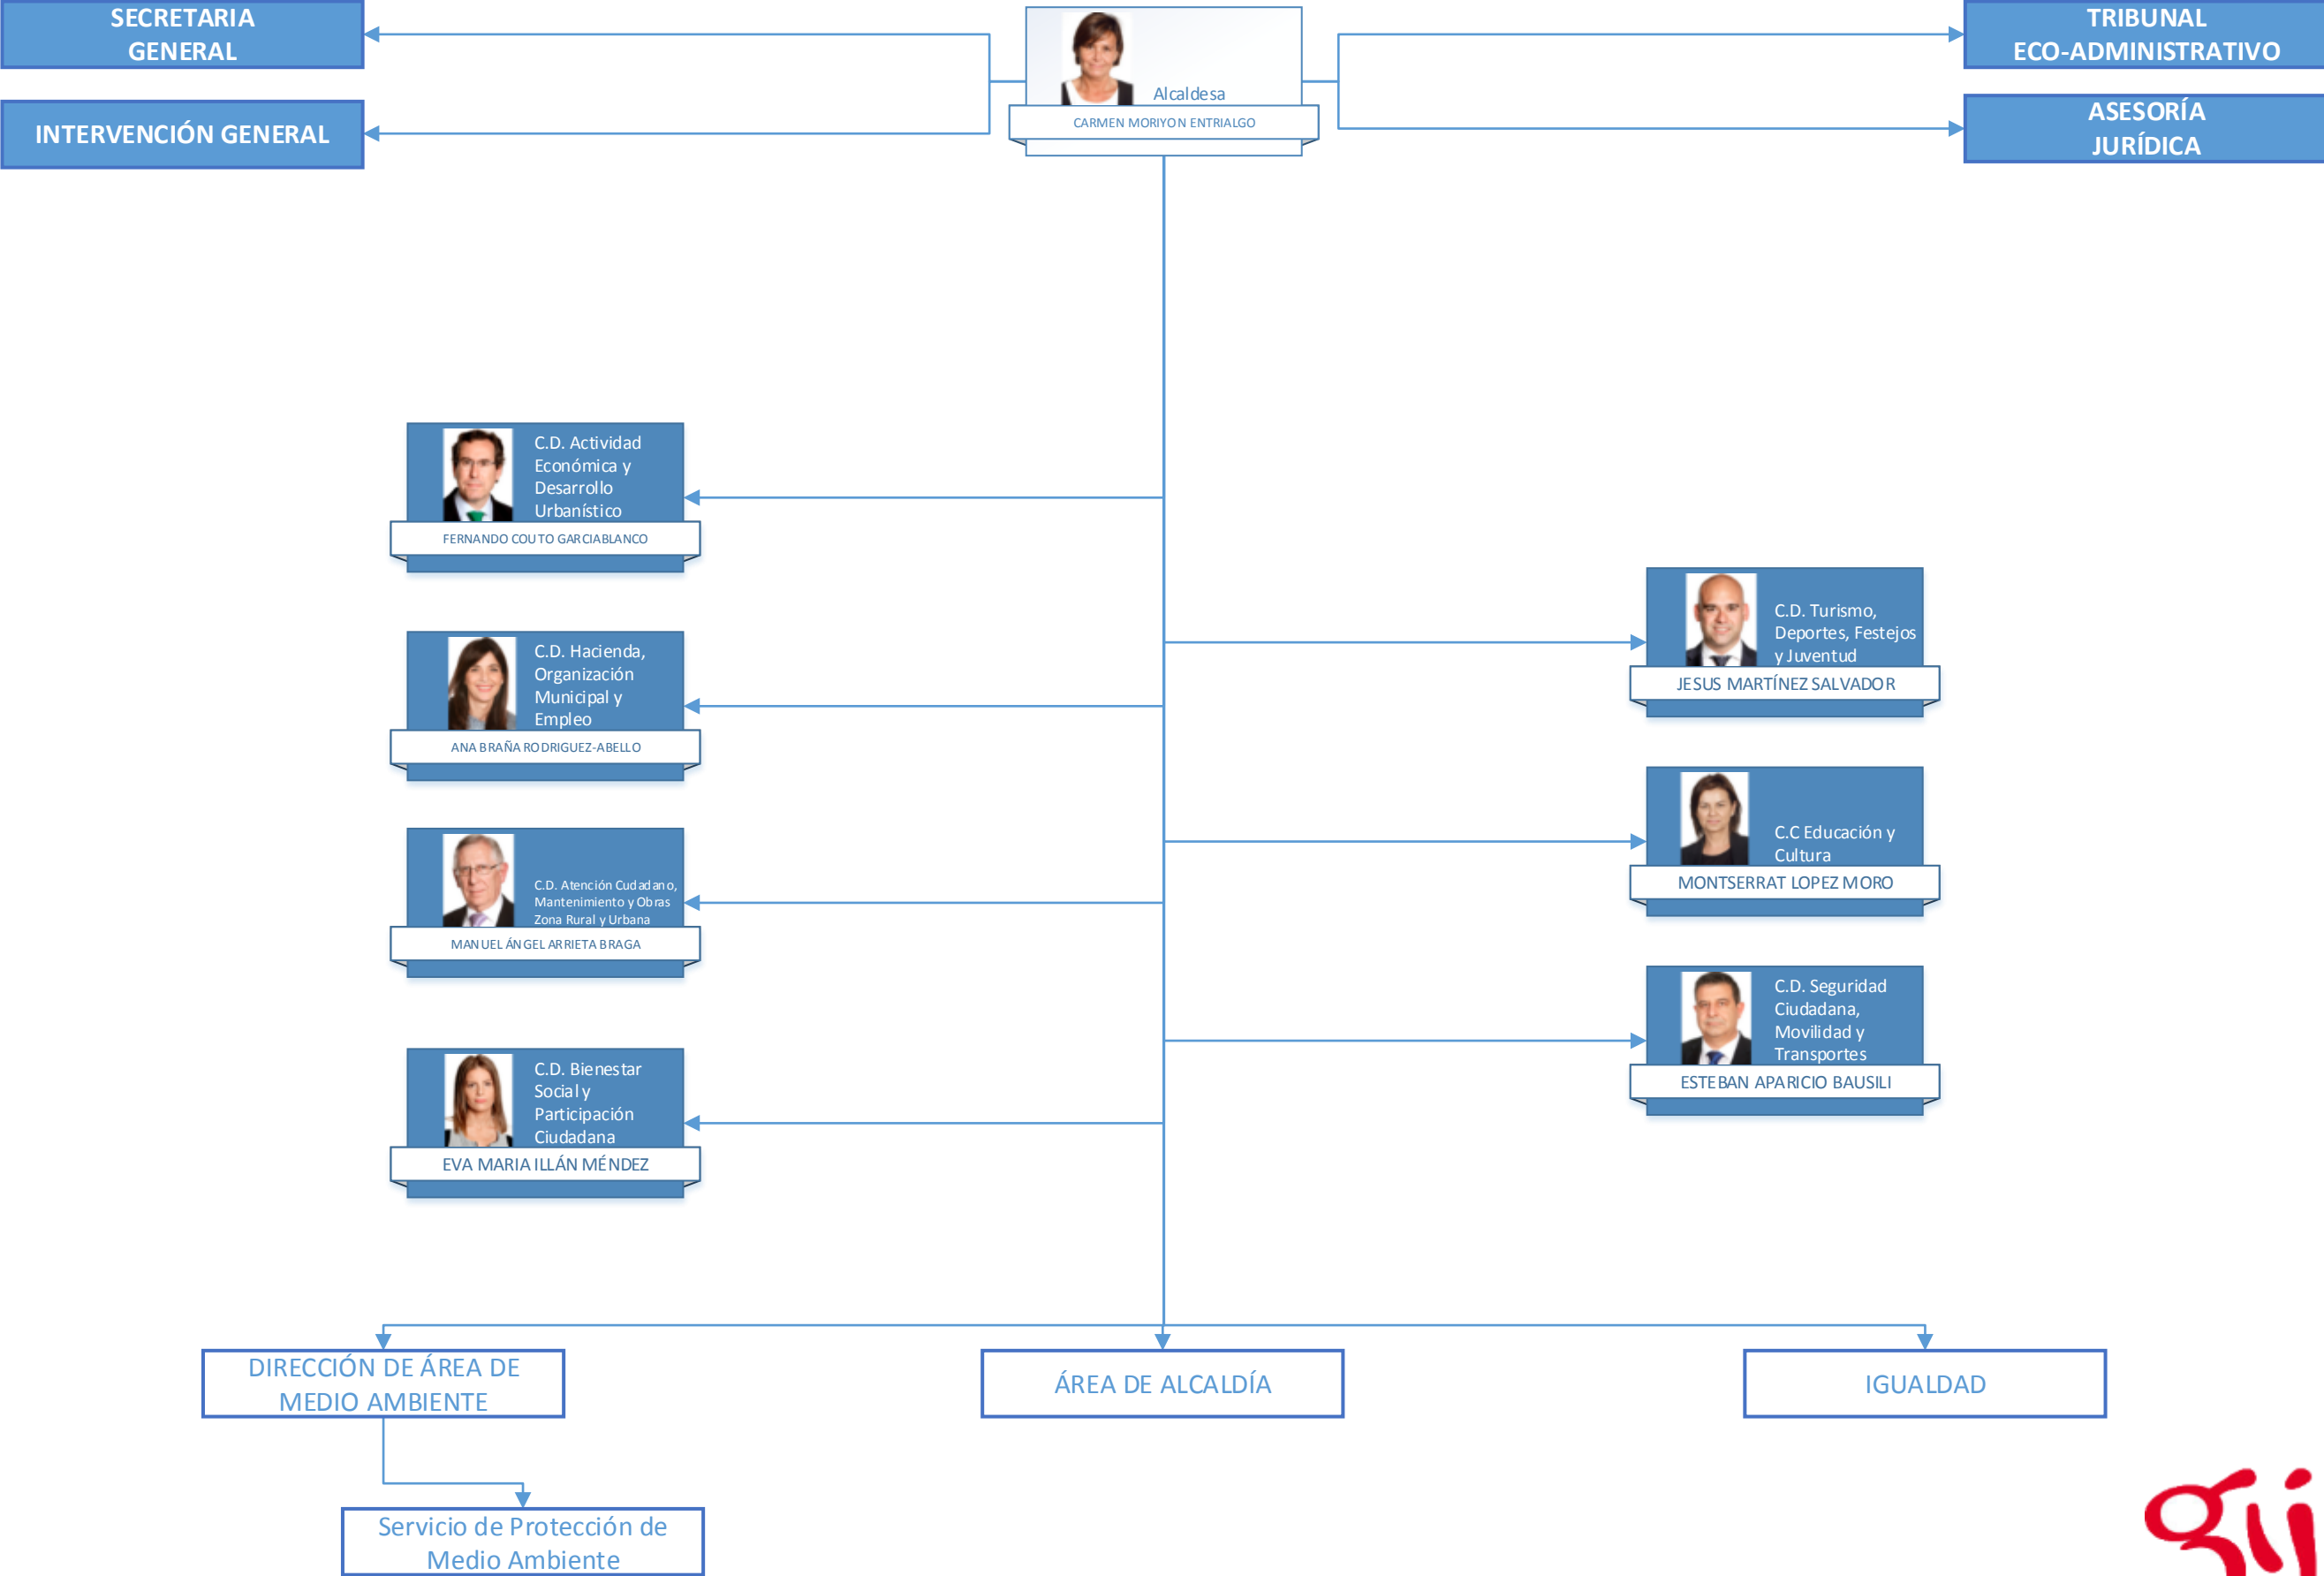 SECRETARIA
GENERAL
INTERVENCIÓN GENERAL
Alcaldesa
CARMEN MORIYON ENTRIALGO
TRIBUNAL
ECO-ADMINISTRATIVO
ASESORÍA
JURÍDICA
C.D. Actividad
Económica y
Desarrollo
Urbanístico
FERNANDO COUTO GARCIABLANCO
C.D. Hacienda,
Organización
Municipal y
Empleo
ANA BRAÑA RODRIGUEZ-ABELLO
C.D. Atención Cudadano,
Mantenimiento y Obras
Zona Rural y Urbana
MANUEL ÁNGEL ARRIETA BRAGA
C.D. Bienestar
Social y
Participación
Ciudadana
EVA MARIA ILLÁN MÉNDEZ
C.D. Turismo,
Deportes, Festejos
y Juventud
JESUS MARTÍNEZ SALVADOR
C.C Educación y
Cultura
MONTSERRAT LOPEZ MORO
C.D. Seguridad
Ciudadana,
Movilidad y
Transportes
ESTEBAN APARICIO BAUSILI
DIRECCIÓN DE ÁREA DE
MEDIO AMBIENTE
ÁREA DE ALCALDÍA
IGUALDAD
Servicio de Protección de
Medio Ambiente
gij